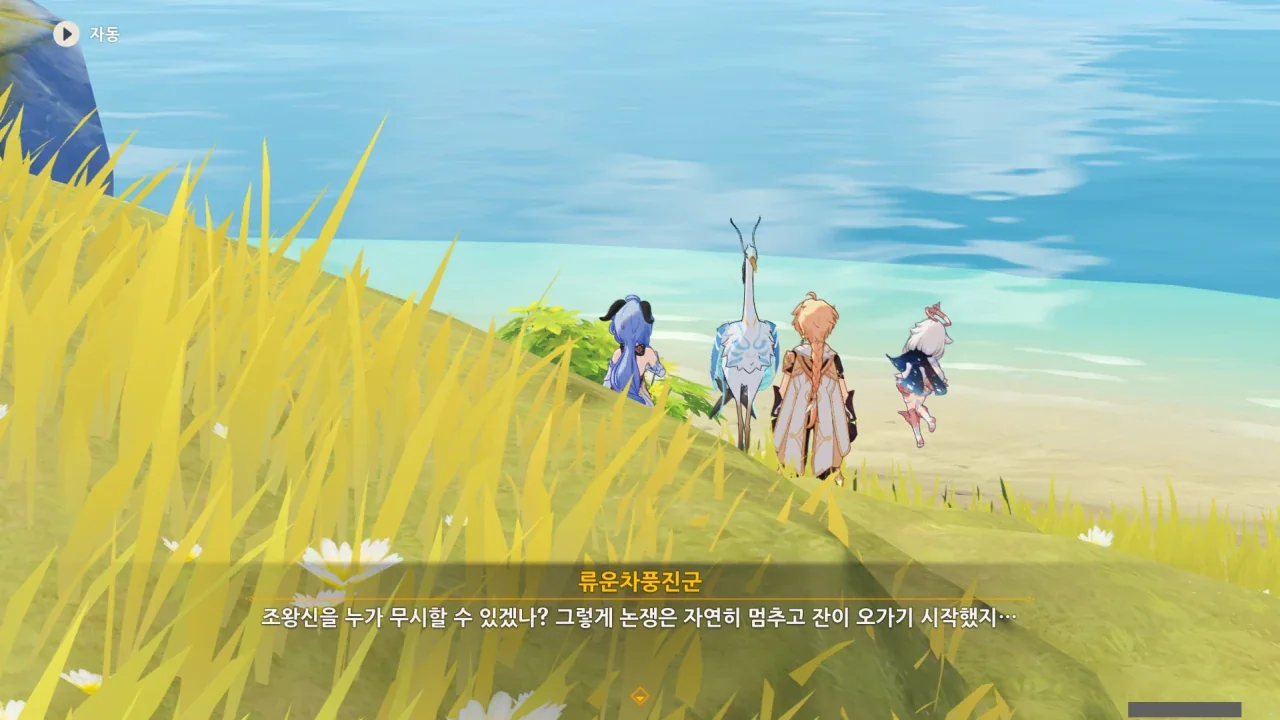 자동
류운차풍진군
조왕신을 누가 무시할 수 있겠나? 그렇게 논쟁은 자연히 멈추고 잔이 오가기 시작했지…